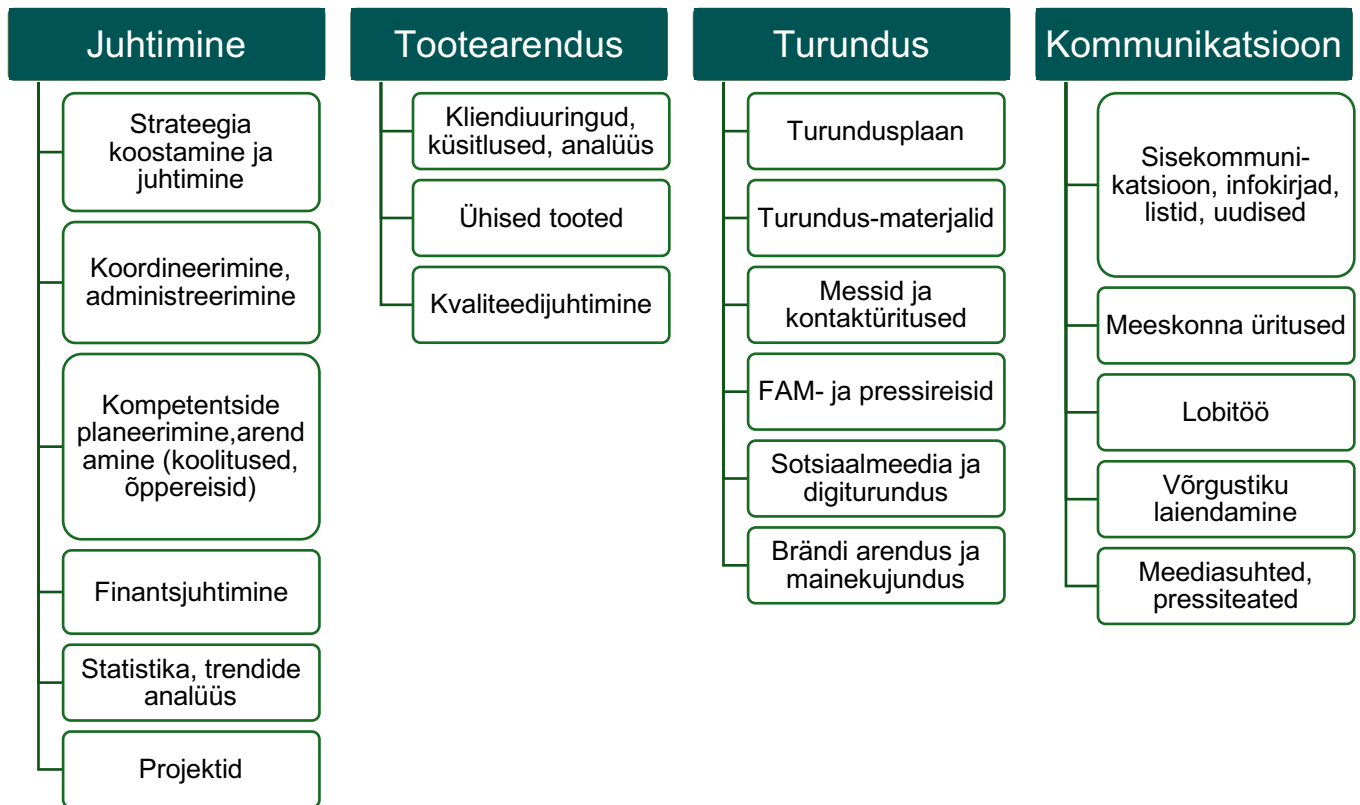 Juhtimine
Strateegia
koostamine ja
juhtimine
Koordineerimine,
administreerimine
Kompetentside
planeerimine,arend
amine (koolitused,
õppereisid)
Finantsjuhtimine
Statistika, trendide
analüüs
Projektid
Tootearendus
Kliendiuuringud,
küsitlused, analüüs
Ühised tooted
Kvaliteedijuhtimine
Turundus
Turundusplaan
Turundus-materjalid
Messid ja
kontaktüritused
FAM- ja pressireisid
Sotsiaalmeedia ja
digiturundus
Brändi arendus ja
mainekujundus
Kommunikatsioon
Sisekommuni-
katsioon, infokirjad,
listid, uudised
Meeskonna üritused
Lobitöö
Võrgustiku
laiendamine
Meediasuhted,
pressiteated